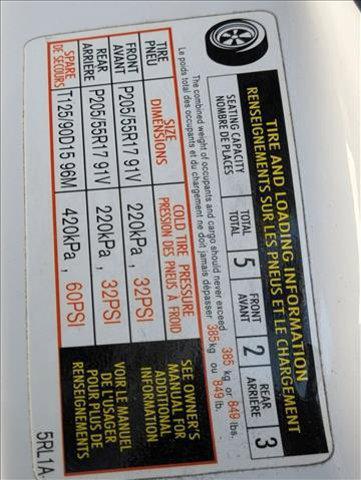 TIRE AND LOADING INFORMATION
RENSEIGNEMENTS SUR LES PNEUS ET LE CHARGEMENT
SEATING CAPACITY
NOMBRE DE PLACES
TOTAL
TOTAL
5
FRONT
AVANT
2
REAR
ARRIÈRE
3
The combined weight of occupants and cargo should never exceed 385 kg or 849 lbs.
Le poids total des occupants et du chargement ne doit jamais dépasser 385 kg ou 849 lb.
TIRE
PNEU
SIZE
DIMENSIONS
COLD TIRE PRESSURE
PRESSION DES PNEUS À FROID
SEE OWNER'S
MANUAL FOR
ADDITIONAL
INFORMATION
VOIR LE MANUEL
DE L'USAGER
POUR PLUS DE
RENSEIGNEMENTS
FRONT
AVANT
P205/55R17 91V
220kPa , 32PSI
REAR
ARRIÈRE
P205/55R17 91V
220kPa , 32PSI
SPARE
DE SECOURS
T125/90D15 96M
420kPa , 60PSI
5RL1A